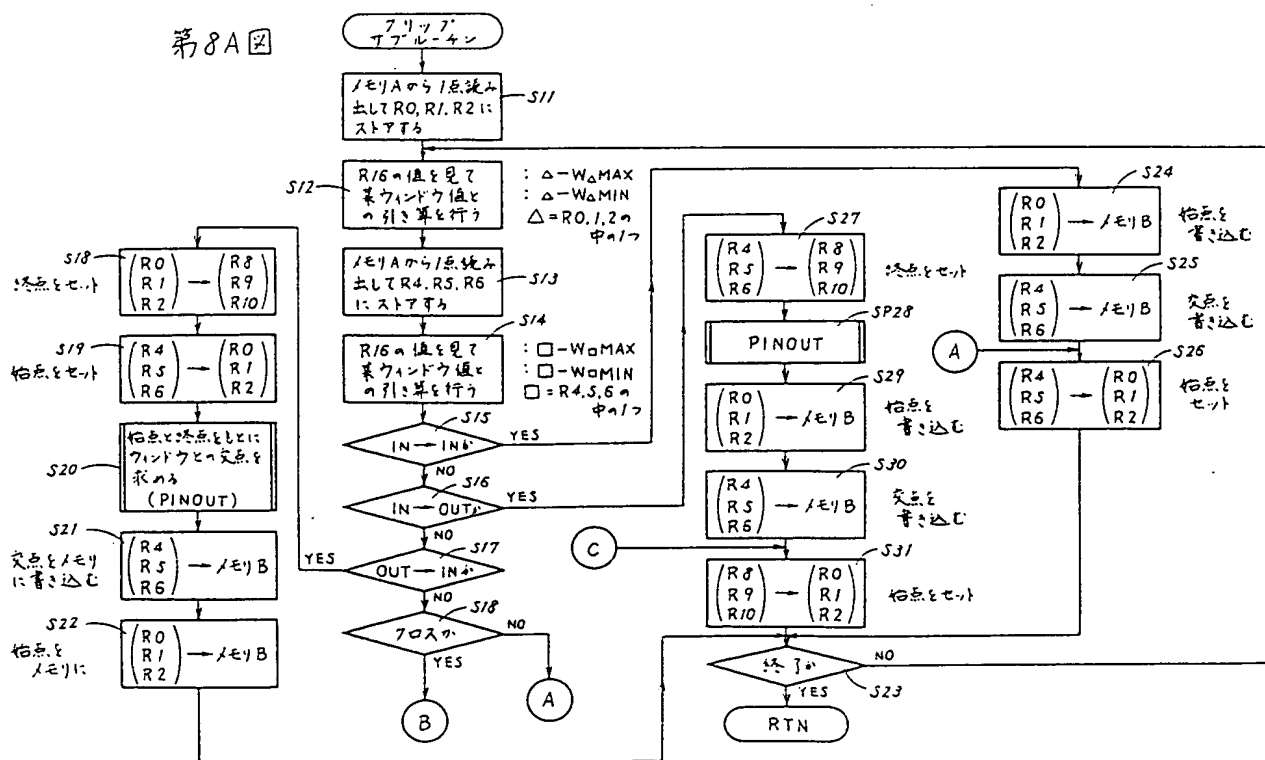 第8A図
クリップ
サブルーチン
メモリAから1点読み
出してR0,R1,R2に
ストアする
S11
R16の値を見て
某ウィンドウ値と
の引き算を行う
S12
: △-W△MAX
: △-W△MIN
△=R0,1,2の
中の1つ
メモリAから1点読み
出してR4,R5,R6
にストアする
S13
R16の値を見て
某ウィンドウ値と
の引き算を行う
S14
: □-W□MAX
: □-W□MIN
□=R4,5,6の
中の1つ
S15
IN→INか
YES
NO
S16
IN→OUTか
YES
NO
S17
OUT→INか
YES
NO
S18
クロスか
NO
YES
B
A
S18
終点をセット
(R0 R1 R2)→(R8 R9 R10)
S19
始点をセット
(R4 R5 R6)→(R0 R1 R2)
S20
始点と終点をもとに
ウィンドウとの交点を
求める
(PINOUT)
S21
交点をメモリ
に書き込む
(R4 R5 R6)→メモリB
S22
始点を
メモリに
(R0 R1 R2)→メモリB
S27
(R4 R5 R6)→(R8 R9 R10)
終点をセット
SP28
PINOUT
S29
(R0 R1 R2)→メモリB
始点を
書き込む
S30
(R4 R5 R6)→メモリB
交点を
書き込む
C
S31
(R8 R9 R10)→(R0 R1 R2)
始点をセット
終了か
NO
S23
YES
RTN
S24
(R0 R1 R2)→メモリB
始点を
書き込む
S25
(R4 R5 R6)→メモリB
交点を
書き込む
A
S26
(R4 R5 R6)→(R0 R1 R2)
始点を
セット